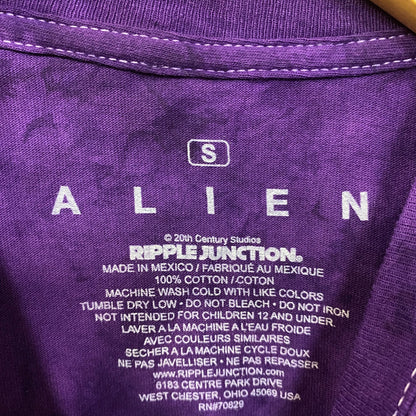 S
ALIEN
© 20th Century Studios
RIPPLE JUNCTION®
MADE IN MEXICO / FABRIQUÉ AU MEXIQUE
100% COTTON / COTON
MACHINE WASH COLD WITH LIKE COLORS
TUMBLE DRY LOW • DO NOT BLEACH • DO NOT IRON
NOT INTENDED FOR CHILDREN 12 AND UNDER.
LAVER A LA MACHINE A L'EAU FROIDE
AVEC COULEURS SIMILAIRES
SECHER A LA MACHINE CYCLE DOUX
NE PAS JAVELLISER • NE PAS REPASSER
www.RIPPLEJUNCTION.com
6183 CENTRE PARK DRIVE
WEST CHESTER, OHIO 45069 USA
RN#70829